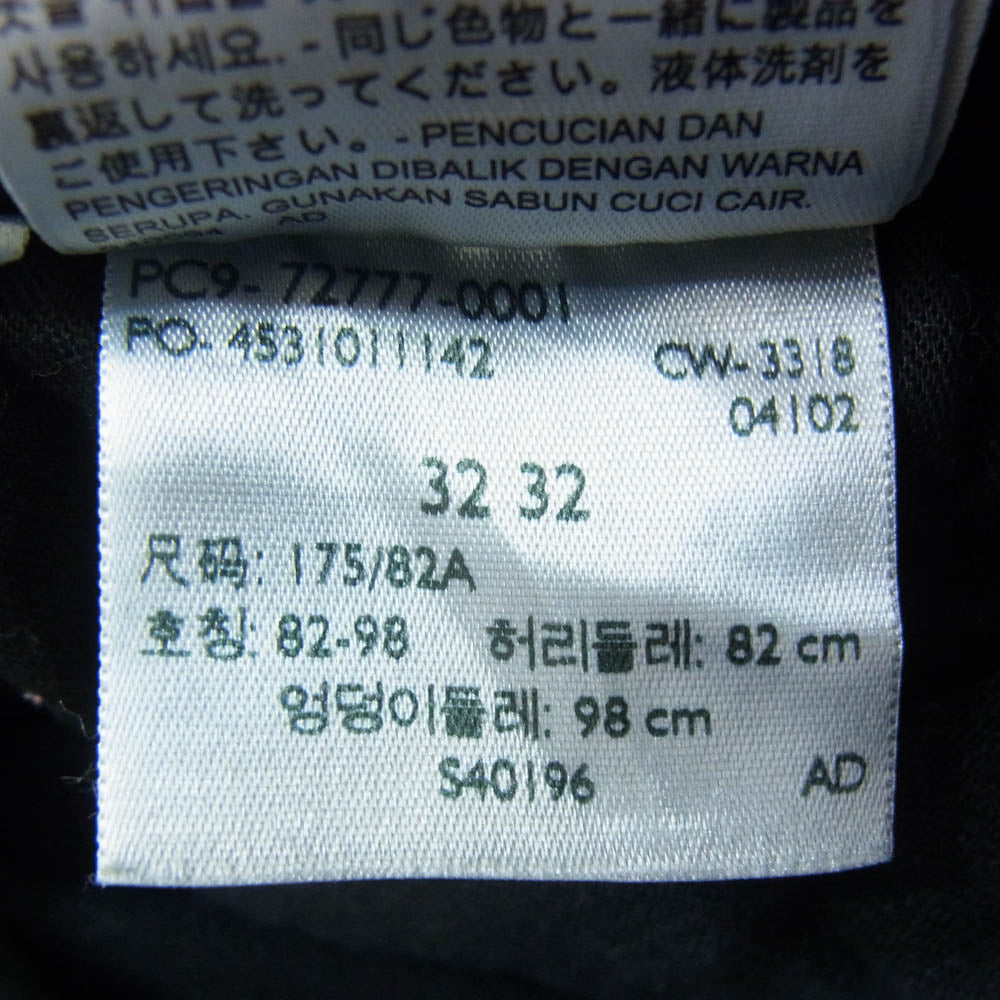 사용하세요. - 同じ色物と一緒に製品を
裏返して洗ってください。液体洗剤を
ご使用下さい。- PENCUCIAN DAN
PENGERINGAN DIBALIK DENGAN WARNA
SERUPA. GUNAKAN SABUN CUCI CAIR.
AD
PC9-72777-0001
PO- 4531011142 CW-3318
04102
32 32
尺码: 175/82A
호칭: 82-98 허리둘레: 82 cm
엉덩이둘레: 98 cm
S40196 AD